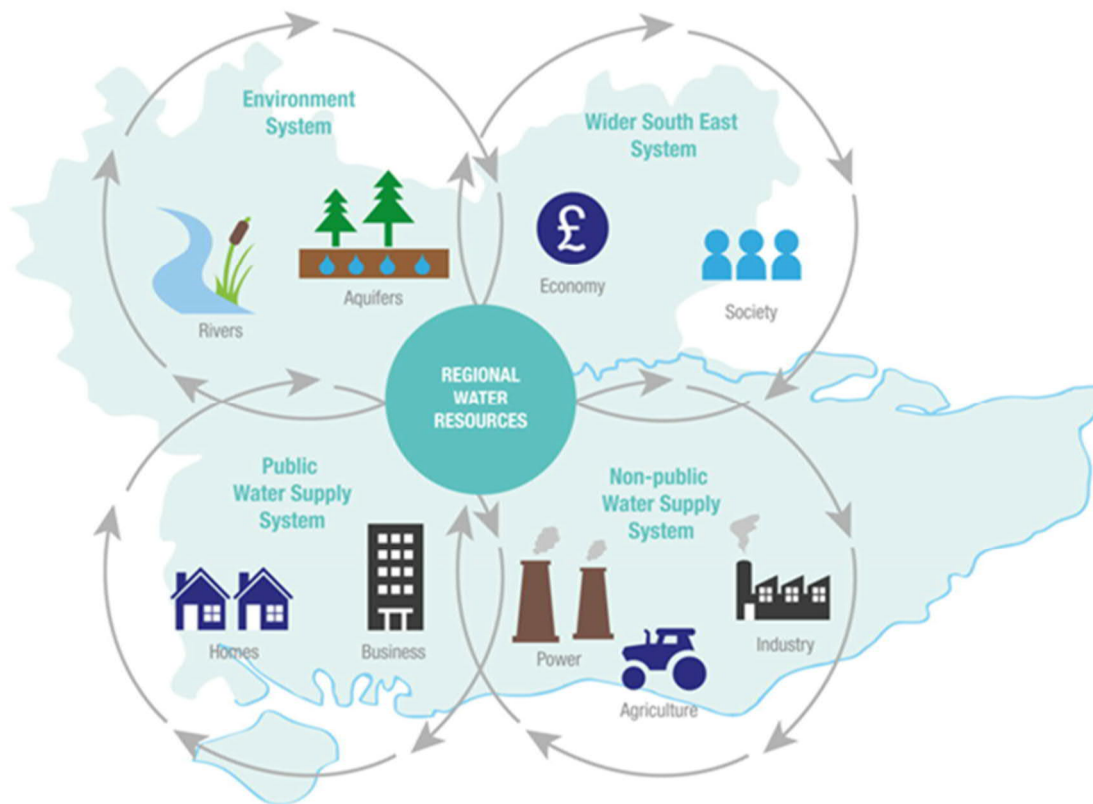 Environment
System
Wider South East
System
£
Economy
Society
Aquifers
Rivers
REGIONAL
WATER
RESOURCES
Public
Water Supply
System
Non-public
Water Supply
System
Homes
Business
Power
Industry
Agriculture